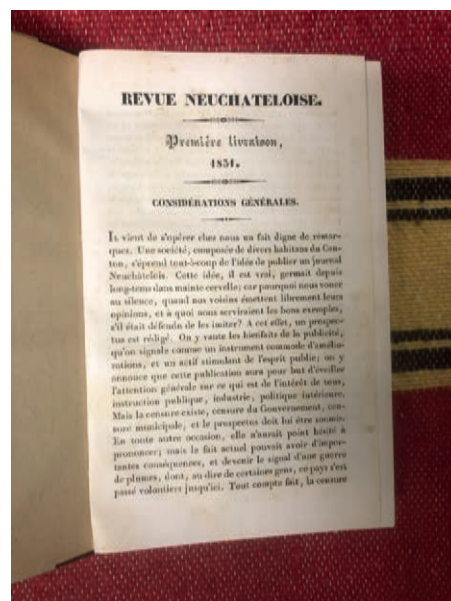 REVUE NEUCHATELOISE.
Première livraison,
1831.
CONSIDÉRATIONS GÉNÉRALES.
IL vient de s'opérer chez nous un fait digne de remar-
ques. Une société, composée de divers habitans du Can-
ton, s'éprend tout-à-coup de l'idée de publier un journal
Neuchâtelois. Cette idée, il est vrai, germait depuis
long-tems dans mainte cervelle; car pourquoi nous vouer
au silence, quand nos voisins émettent librement leurs
opinions, et à quoi nous serviraient les bons exemples,
s'il était défendu de les imiter? A cet effet, un prospec-
tus est rédigé. On y vante les bienfaits de la publicité,
qu'on signale comme un instrument commode d'amélio-
rations, et un actif stimulant de l'esprit public; on y
annonce que cette publication aura pour but d'éveiller
l'attention générale sur ce qui est de l'intérêt de tous,
instruction publique, industrie, politique intérieure.
Mais la censure existe, censure du Gouvernement, cen-
sure municipale, et le prospectus doit lui être soumis.
En toute autre occasion, elle n'aurait point hésité à
prononcer; mais le fait actuel pouvait avoir d'impor-
tantes conséquences, et devenir le signal d'une guerre
de plumes, dont, au dire de certaines gens, ce pays s'est
passé volontiers jusqu'ici. Tout compte fait, la censure